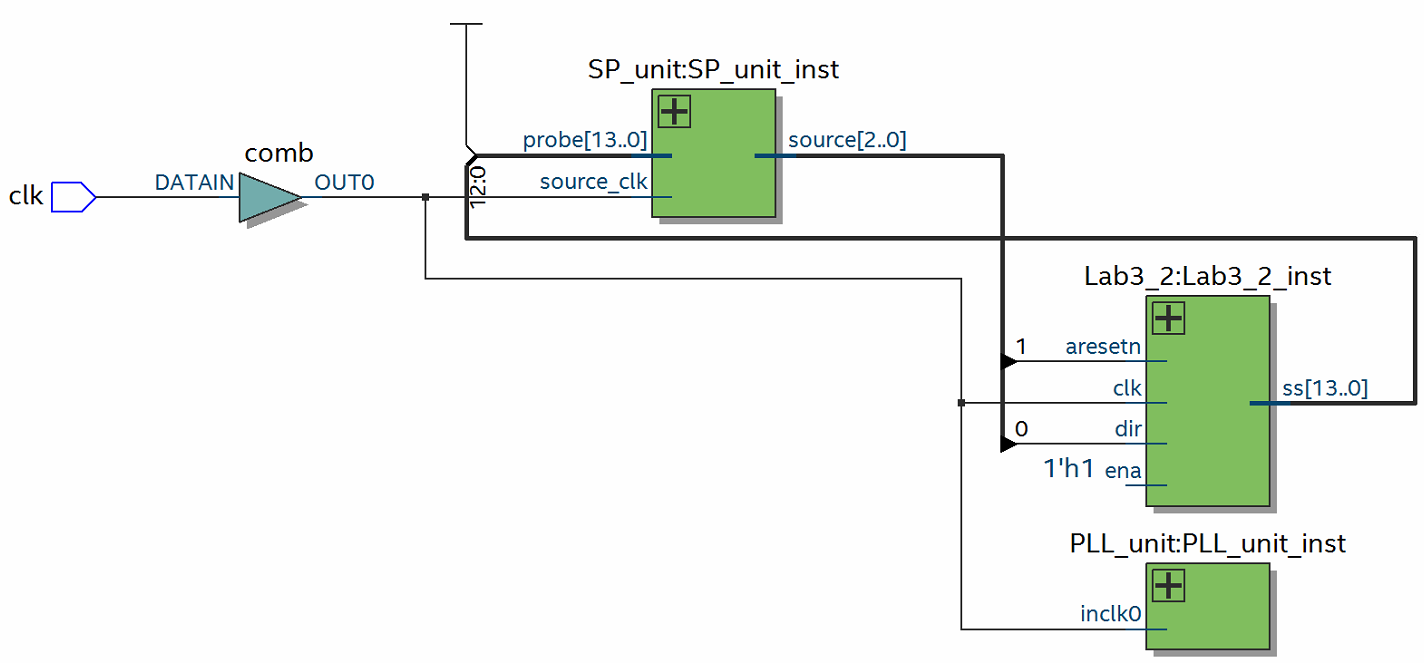 SP_unit:SP_unit_inst
probe[13..0]
source[2..0]
comb
clk
DATAIN
OUT0
source_clk
12:0
Lab3_2:Lab3_2_inst
1
aresetn
clk
ss[13..0]
0
dir
1'h1
ena
PLL_unit:PLL_unit_inst
inclk0